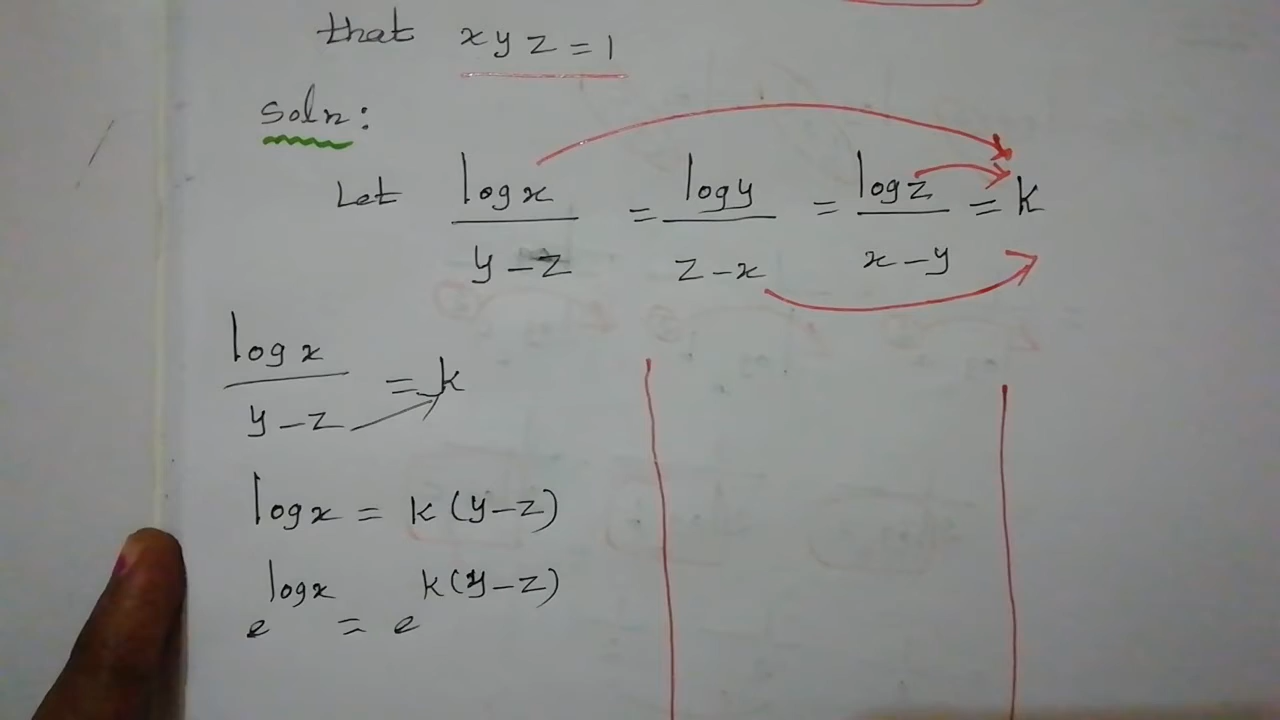 that xyz = 1
Soln:
Let log x / y - z = log y / z - x = log z / x - y = k
log x / y - z = k
log x = k (y - z)
e^log x = e^k(y - z)